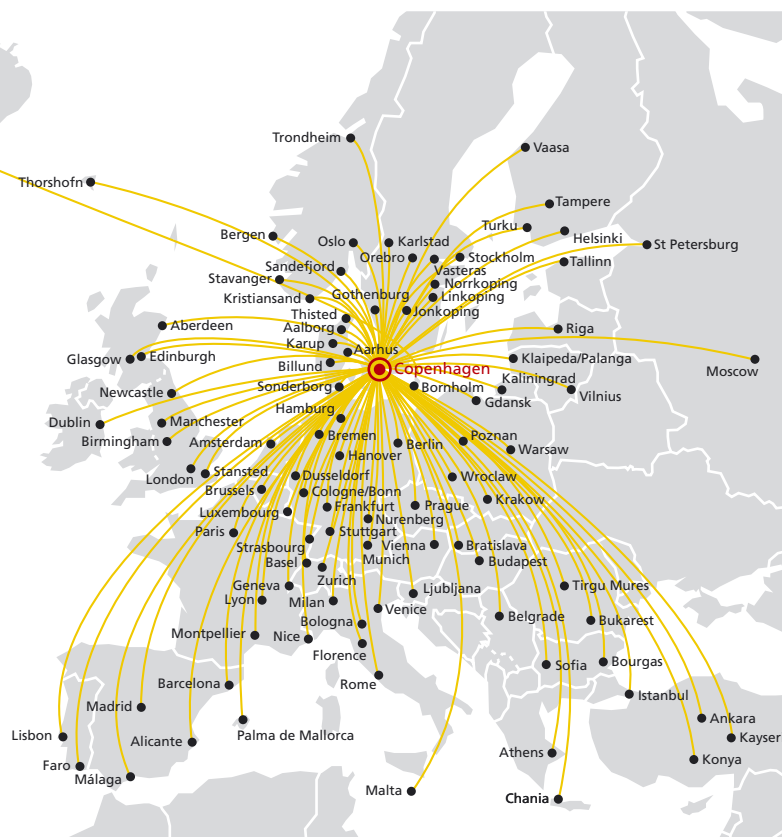 Trondheim
Vaasa
Thorshofn
Tampere
Turku
Bergen
Oslo
Karlstad
Helsinki
St Petersburg
Orebro
Stockholm
Tallinn
Sandefjord
Vasteras
Stavanger
Norrkoping
Kristiansand
Gothenburg
Linkoping
Thisted
Jonkoping
Aberdeen
Aalborg
Riga
Karup
Aarhus
Glasgow
Edinburgh
Klaipeda/Palanga
Billund
Copenhagen
Moscow
Newcastle
Sonderborg
Bornholm
Kaliningrad
Vilnius
Gdansk
Hamburg
Dublin
Manchester
Birmingham
Amsterdam
Bremen
Berlin
Poznan
Warsaw
Hanover
London
Stansted
Dusseldorf
Wroclaw
Brussels
Cologne/Bonn
Krakow
Luxembourg
Frankfurt
Prague
Nurenberg
Paris
Stuttgart
Strasbourg
Vienna
Bratislava
Munich
Basel
Budapest
Zurich
Geneva
Ljubljana
Tirgu Mures
Lyon
Milan
Venice
Belgrade
Bologna
Bukarest
Montpellier
Nice
Florence
Sofia
Bourgas
Barcelona
Rome
Istanbul
Madrid
Ankara
Lisbon
Palma de Mallorca
Kayser
Alicante
Athens
Konya
Faro
Málaga
Malta
Chania